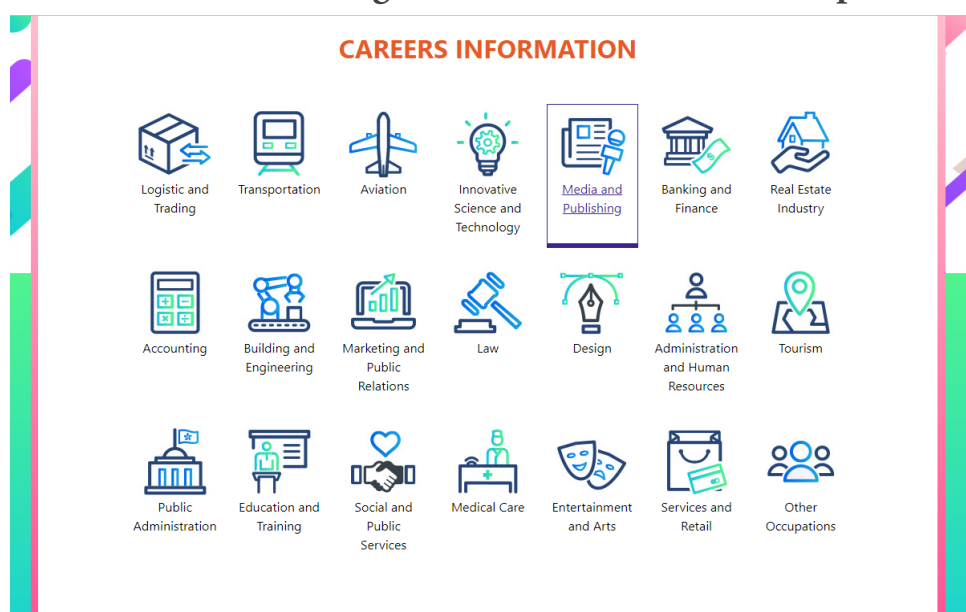 CAREERS INFORMATION
Logistic and
Trading
Transportation
Aviation
Innovative
Science and
Technology
Media and
Publishing
Banking and
Finance
Real Estate
Industry
Accounting
Building and
Engineering
Marketing and
Public
Relations
Law
Design
Administration
and Human
Resources
Tourism
Public
Administration
Education and
Training
Social and
Public
Services
Medical Care
Entertainment
and Arts
Services and
Retail
Other
Occupations